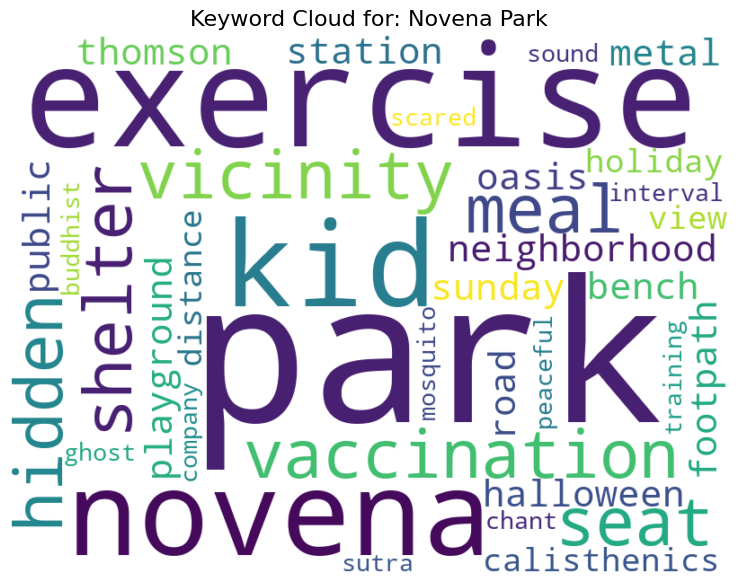 Keyword Cloud for: Novena Park
thomson
station
sound
metal
exercise
scared
vicinity
holiday
oasis
interval
public
buddhist
shelter
meal
view
distance
kid
neighborhood
sunday
bench
hidden
playground
park
mosquito
peaceful
road
training
footpath
company
ghost
vaccination
novena
halloween
seat
chant
sutra
calisthenics